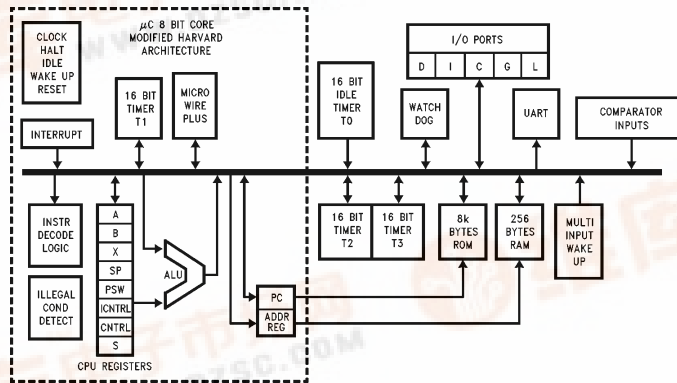 μC 8 BIT CORE
MODIFIED HARVARD
ARCHITECTURE
CLOCK
HALT
IDLE
WAKE UP
RESET
INTERRUPT
16 BIT
TIMER
T1
MICRO
WIRE
PLUS
16 BIT
IDLE
TIMER
T0
WATCH
DOG
I/O PORTS
D I C G L
UART
COMPARATOR
INPUTS
INSTR
DECODE
LOGIC
ILLEGAL
COND
DETECT
A
B
X
SP
PSW
ICNTRL
CNTRL
S
CPU REGISTERS
ALU
PC
ADDR
REG
16 BIT
TIMER
T2
16 BIT
TIMER
T3
8k
BYTES
ROM
256
BYTES
RAM
MULTI
INPUT
WAKE
UP